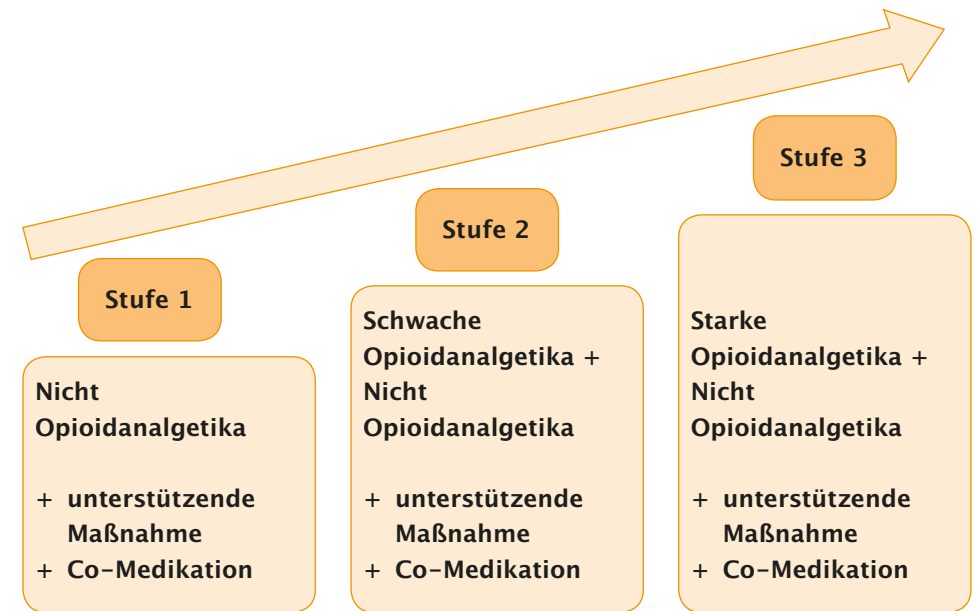 Stufe 1
Nicht
Opioidanalgetika
+ unterstützende
Maßnahme
+ Co-Medikation
Stufe 2
Schwache
Opioidanalgetika +
Nicht
Opioidanalgetika
+ unterstützende
Maßnahme
+ Co-Medikation
Stufe 3
Starke
Opioidanalgetika +
Nicht
Opioidanalgetika
+ unterstützende
Maßnahme
+ Co-Medikation